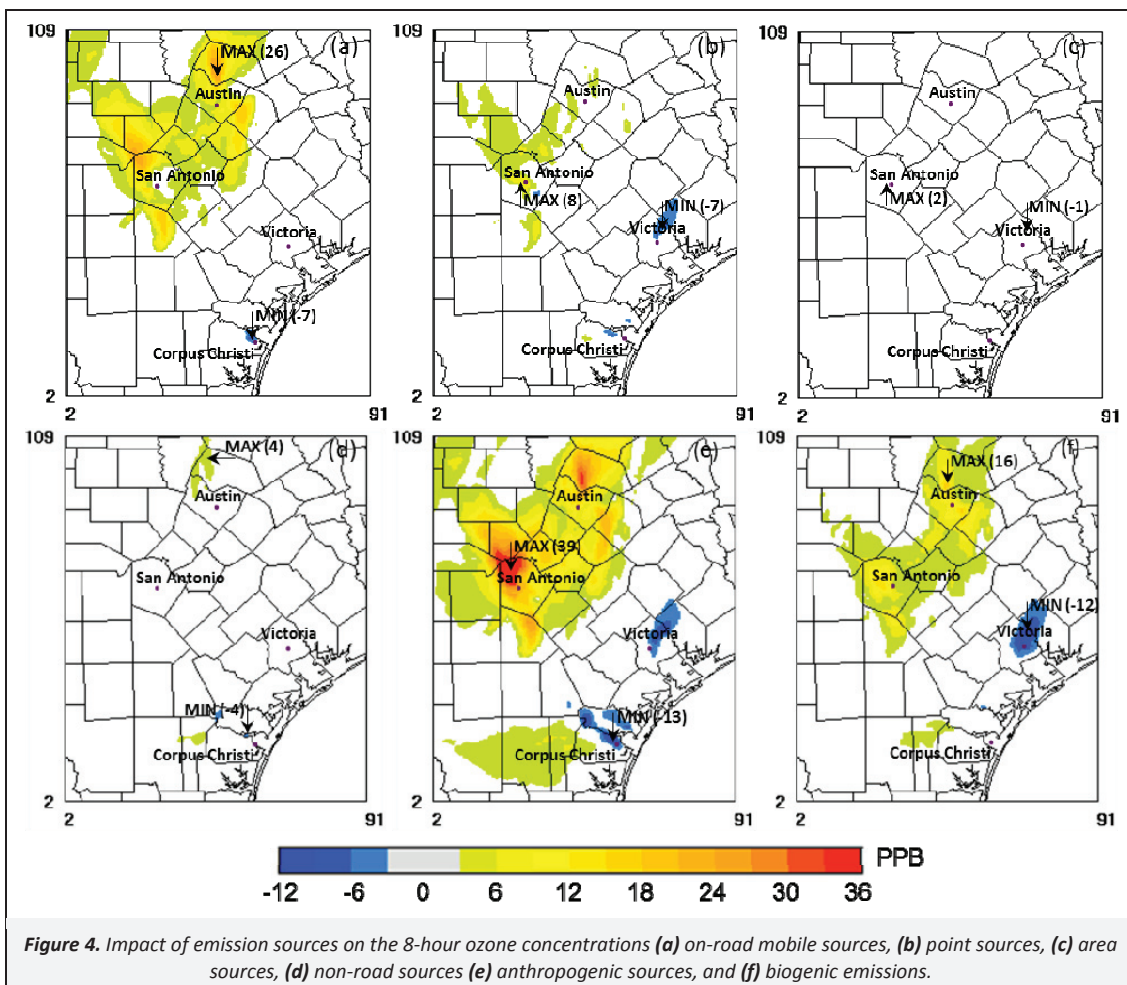 109
(a)
MAX (26)
Austin
San Antonio
Victoria
MIN (-7)
Corpus Christi
2
109
(b)
Austin
San Antonio
MAX (8)
MIN (-7)
Victoria
Corpus Christi
2
109
(c)
Austin
San Antonio
MAX (2)
MIN (-1)
Victoria
Corpus Christi
2
2 91
2 91
2 91
109
(d)
MAX (4)
Austin
San Antonio
Victoria
MIN (-4)
Corpus Christi
2
2 91
109
(e)
Austin
MAX (39)
San Antonio
Victoria
MIN (-13)
Corpus Christi
2
2 91
109
(f)
MAX (16)
Austin
San Antonio
MIN (-12)
Victoria
Corpus Christi
2
2 91
PPB
-12 -6 0 6 12 18 24 30 36
Figure 4. Impact of emission sources on the 8-hour ozone concentrations (a) on-road mobile sources, (b) point sources, (c) area
sources, (d) non-road sources (e) anthropogenic sources, and (f) biogenic emissions.